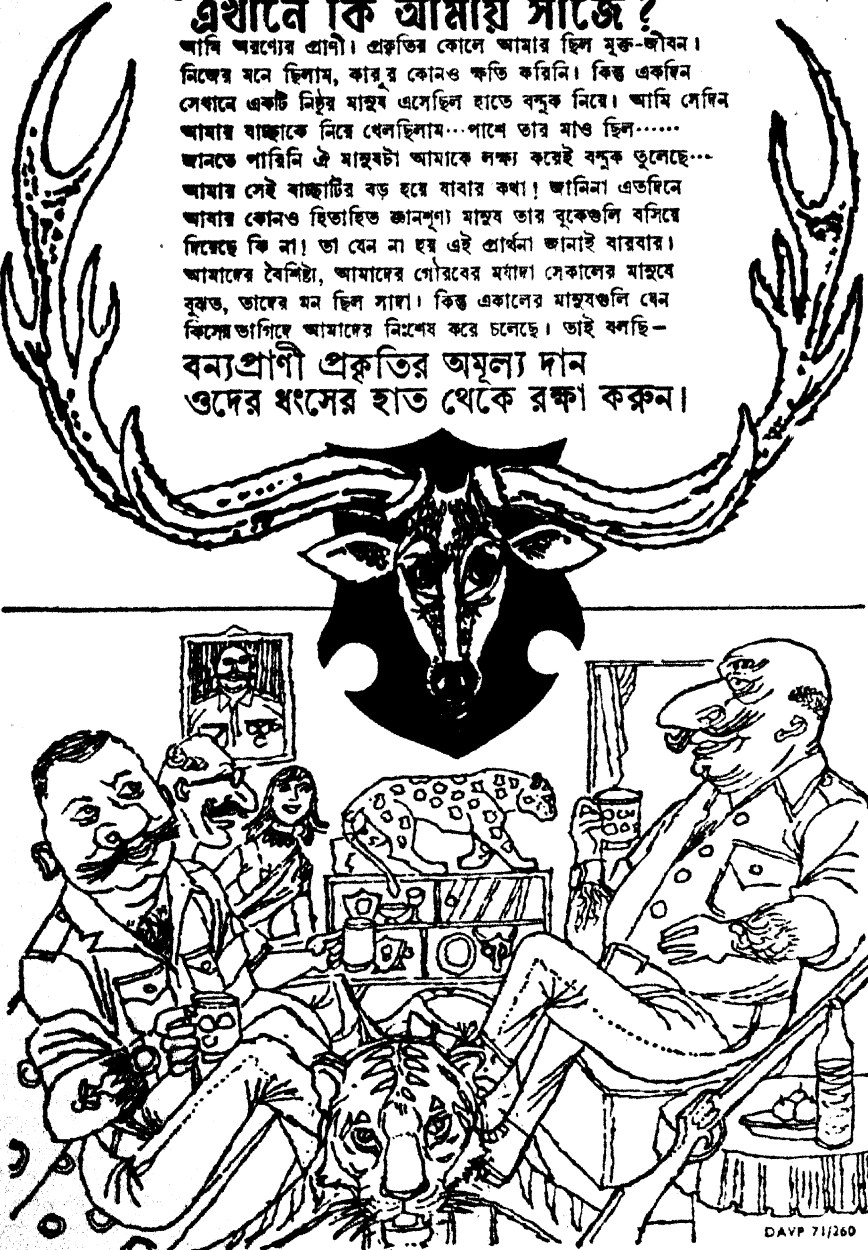 এখানে কি আমায় সাজে?
আমি অরণ্যের প্রাণী। প্রকৃতির কোলে আমার ছিল মুক্ত-জীবন।
নিজের মনে ছিলাম, কারুর কোনও ক্ষতি করিনি। কিন্তু একদিন
সেখানে একটি নিষ্ঠুর মানুষ এসেছিল হাতে বন্দুক নিয়ে। আমি সেদিন
আমার বাচ্ছাকে নিয়ে খেলছিলাম···পাশে তার মাও ছিল······
জানতে পারিনি ঐ মানুষটা আমাকে লক্ষ্য করেই বন্দুক তুলেছে···
আমার সেই বাচ্ছাটির বড় হয়ে যাবার কথা! জানিনা এতদিনে
আবার কোনও হিতাহিত জ্ঞানশূণ্য মানুষ তার বুকেগুলি বসিয়ে
দিয়েছে কি না! তা যেন না হয় এই প্রার্থনা জানাই বারবার।
আমাদের বৈশিষ্ট্য, আমাদের গৌরবের মর্যাদা সেকালের মানুষে
বুঝত, তাদের মন ছিল সাদা। কিন্তু একালের মানুষগুলি যেন
কিসের তাগিদে আমাদের নিঃশেষ করে চলেছে। তাই বলছি—
বন্যপ্রাণী প্রকৃতির অমূল্য দান
ওদের ধংসের হাত থেকে রক্ষা করুন।
DAVP 71/260